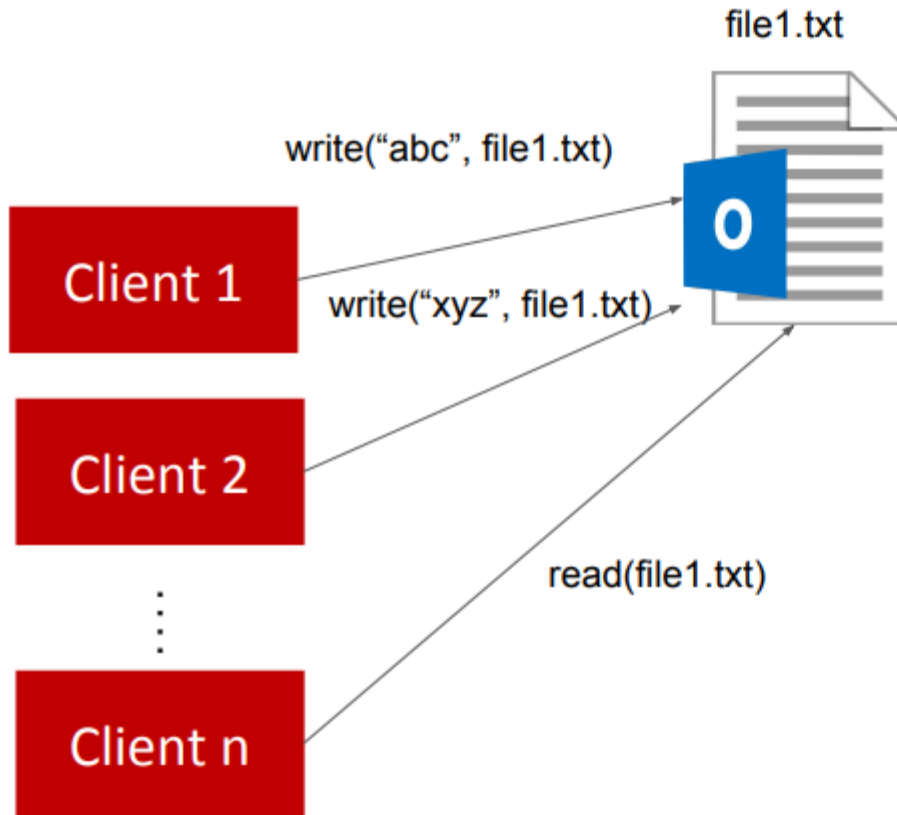 file1.txt
write(“abc”, file1.txt)
Client 1
write(“xyz”, file1.txt)
Client 2
read(file1.txt)
Client n
O